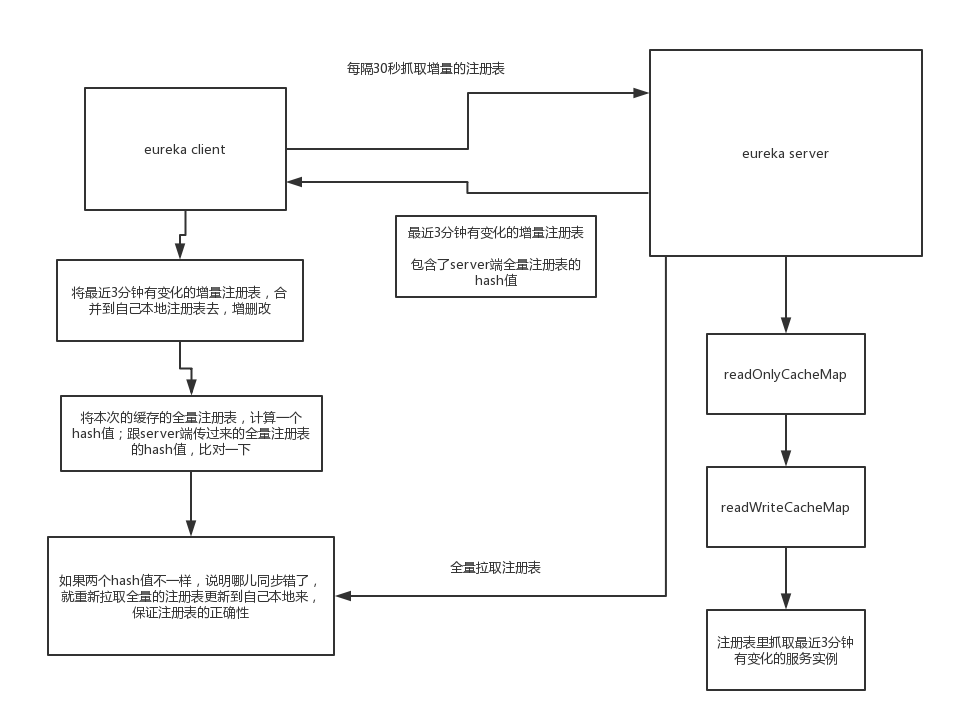 每隔30秒抓取增量的注册表
eureka client
eureka server
最近3分钟有变化的增量注册表
包含了server端全量注册表的
hash值
将最近3分钟有变化的增量注册表，合
并到自己本地注册表去，增删改
readOnlyCacheMap
将本次的缓存的全量注册表，计算一个
hash值；跟server端传过来的全量注册表
的hash值，比对一下
readWriteCacheMap
全量拉取注册表
如果两个hash值不一样，说明哪儿同步错了，
就重新拉取全量的注册表更新到自己本地来，
保证注册表的正确性
注册表里抓取最近3分钟
有变化的服务实例